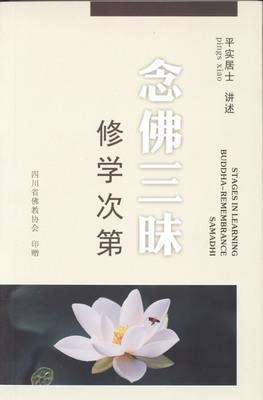 平实居士 讲述
pings xiao
念佛三昧
修学次第
STAGES IN LEARNING
BUDDHA-REMEMBRANCE
SAMADHI
四川省佛教协会 印赠